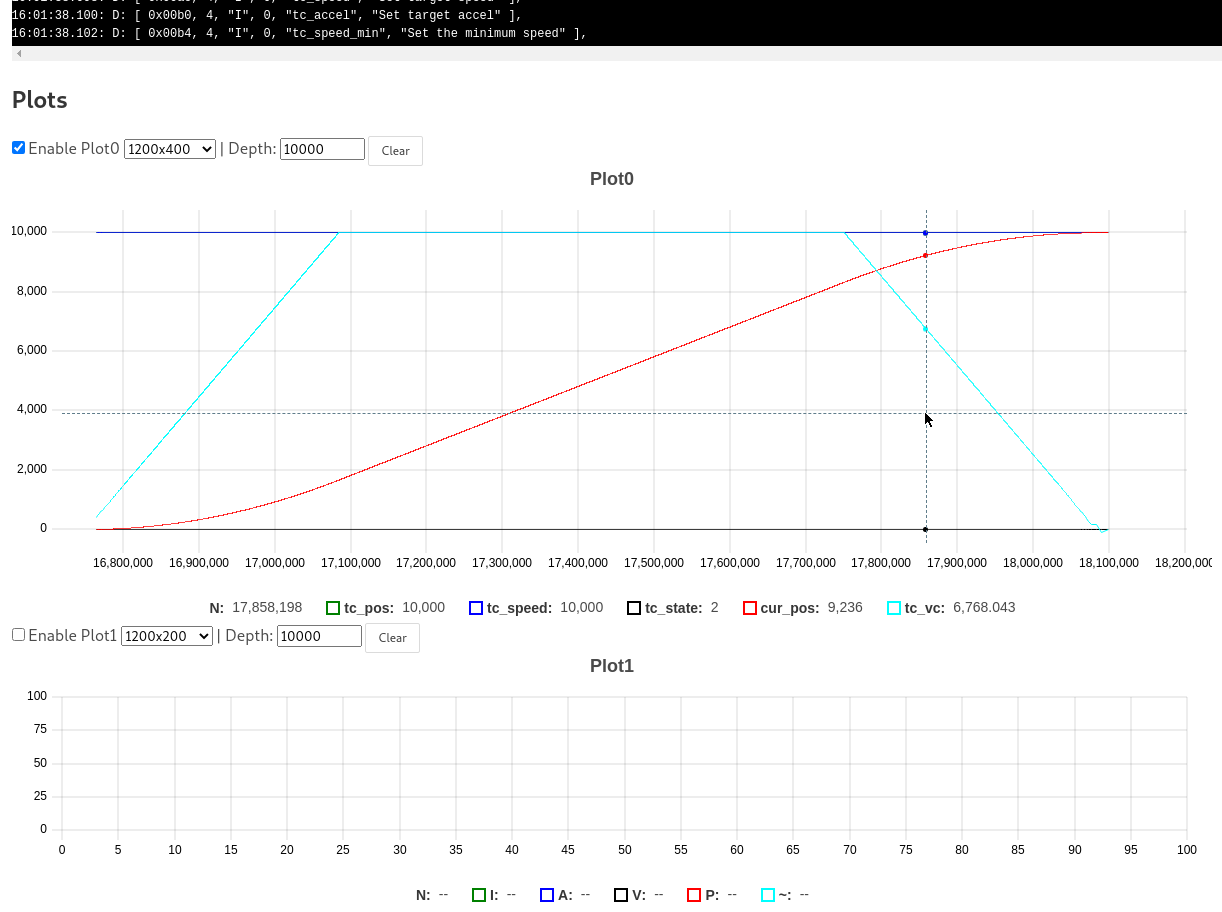 16:01:38.100: D: [ 0x00b0, 4, "I", 0, "tc_accel", "Set target accel" ],
16:01:38.102: D: [ 0x00b4, 4, "I", 0, "tc_speed_min", "Set the minimum speed" ],
Plots
Enable Plot0 1200x400 | Depth: 10000 Clear
Plot0
10,000
8,000
6,000
4,000
2,000
0
16,800,000 16,900,000 17,000,000 17,100,000 17,200,000 17,300,000 17,400,000 17,500,000 17,600,000 17,700,000 17,800,000 17,900,000 18,000,000 18,100,000 18,200,000
N: 17,858,198 tc_pos: 10,000 tc_speed: 10,000 tc_state: 2 cur_pos: 9,236 tc_vc: 6,768.043
Enable Plot1 1200x200 | Depth: 10000 Clear
Plot1
100
75
50
25
0
0 5 10 15 20 25 30 35 40 45 50 55 60 65 70 75 80 85 90 95 100
N: -- I: -- A: -- V: -- P: -- ~: --